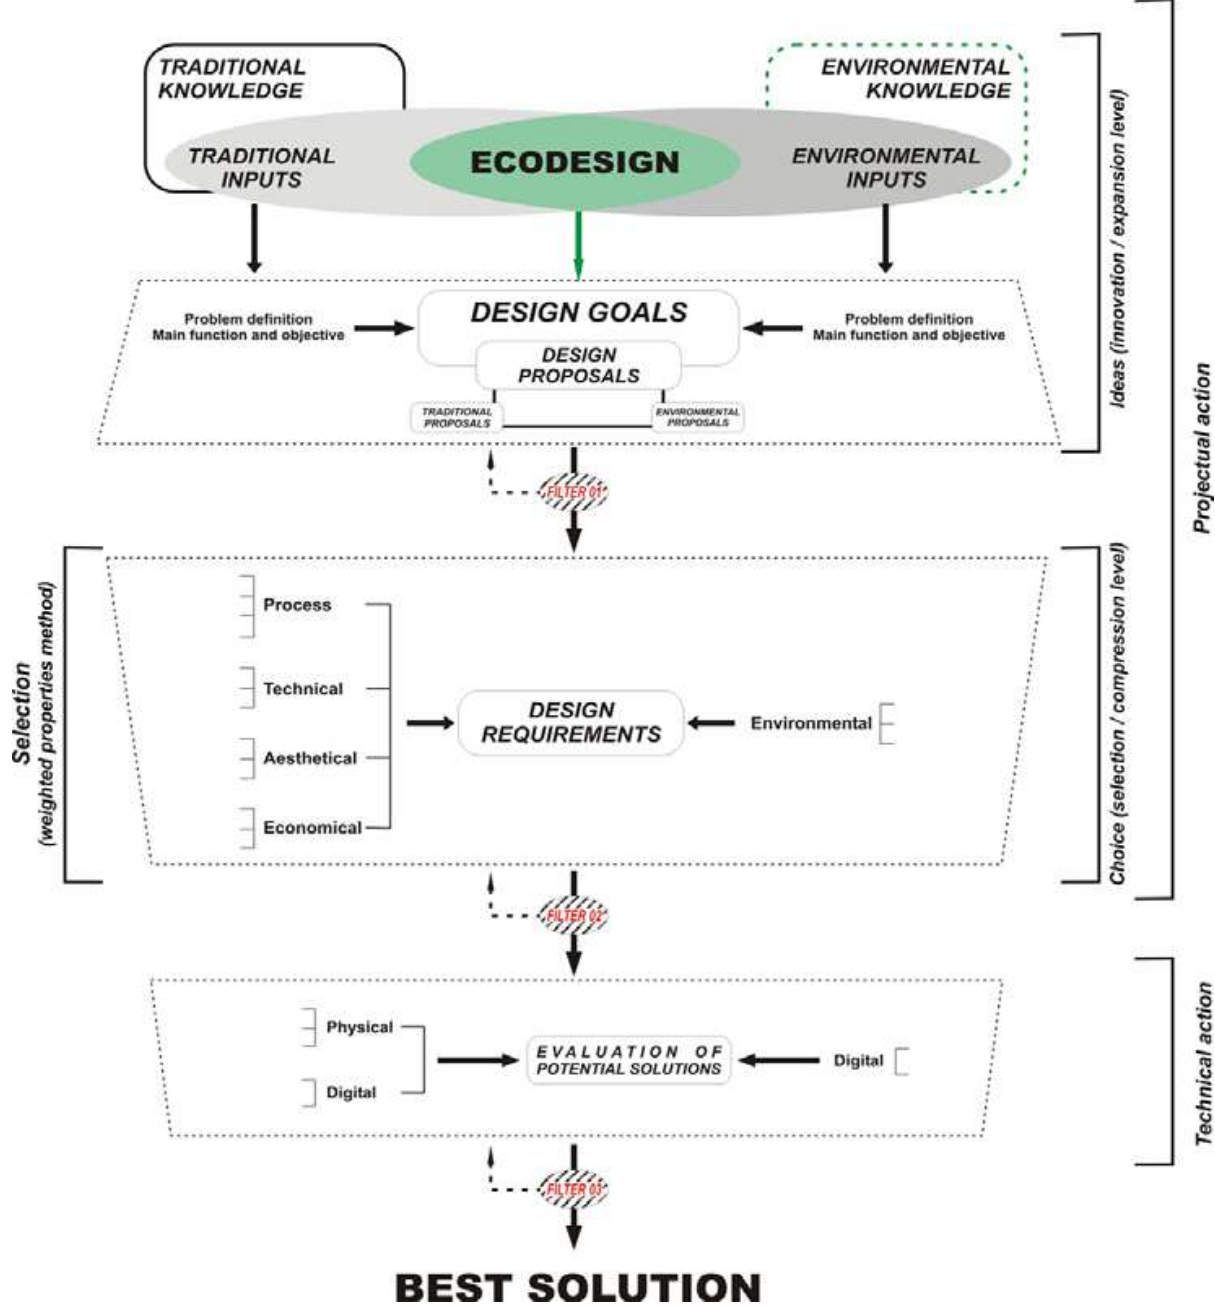 TRADITIONAL
KNOWLEDGE
ENVIRONMENTAL
KNOWLEDGE
TRADITIONAL
INPUTS
ECODESIGN
ENVIRONMENTAL
INPUTS
Problem definition
Main function and objective
DESIGN GOALS
Problem definition
Main function and objective
DESIGN
PROPOSALS
TRADITIONAL
PROPOSALS
ENVIRONMENTAL
PROPOSALS
Ideas (innovation / expansion level)
Projectual action
FILTER 01
Selection
(weighted properties method)
Process
Technical
Aesthetical
Economical
DESIGN
REQUIREMENTS
Environmental
Choice (selection / compression level)
FILTER 02
Physical
Digital
EVALUATION OF
POTENTIAL SOLUTIONS
Digital
Technical action
FILTER 03
BEST SOLUTION